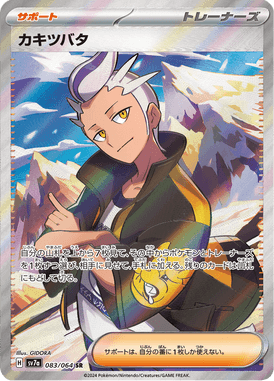 サポート トレーナーズ
カキツバタ
自分の山札を上から7枚見て、その中からポケモンとトレーナーズ
を1枚ずつ選び、相手に見せて、手札に加える。残りのカードは山札
にもどして切る。
Illus. GIDORA
H sv7a 083/064 SR
サポートは、自分の番に1枚しか使えない。
©2024 Pokémon/Nintendo/Creatures/GAME FREAK.